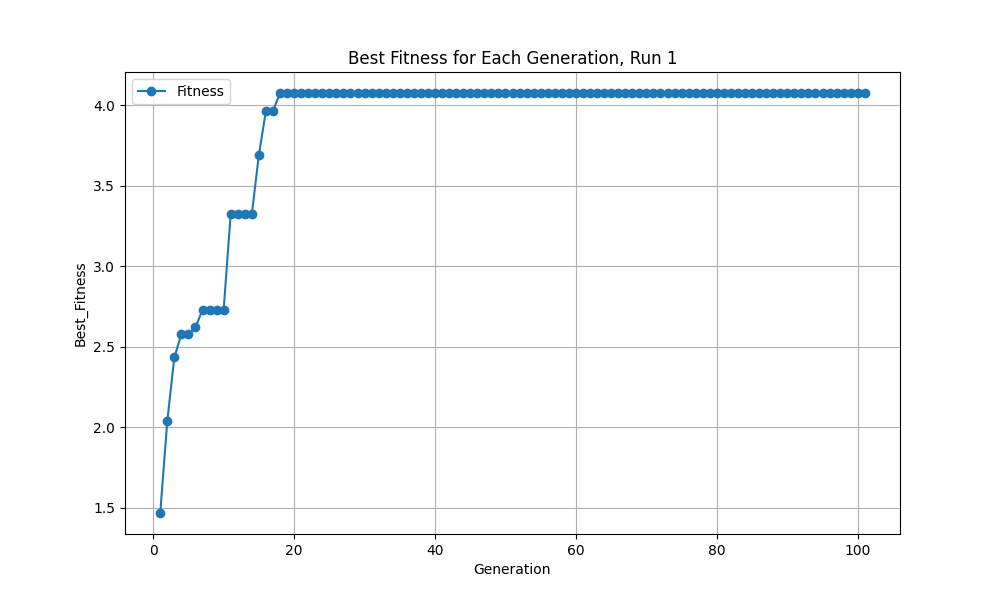 Best Fitness for Each Generation, Run 1
Fitness
4.0
3.5
3.0
2.5
2.0
1.5
Best_Fitness
0 20 40 60 80 100
Generation